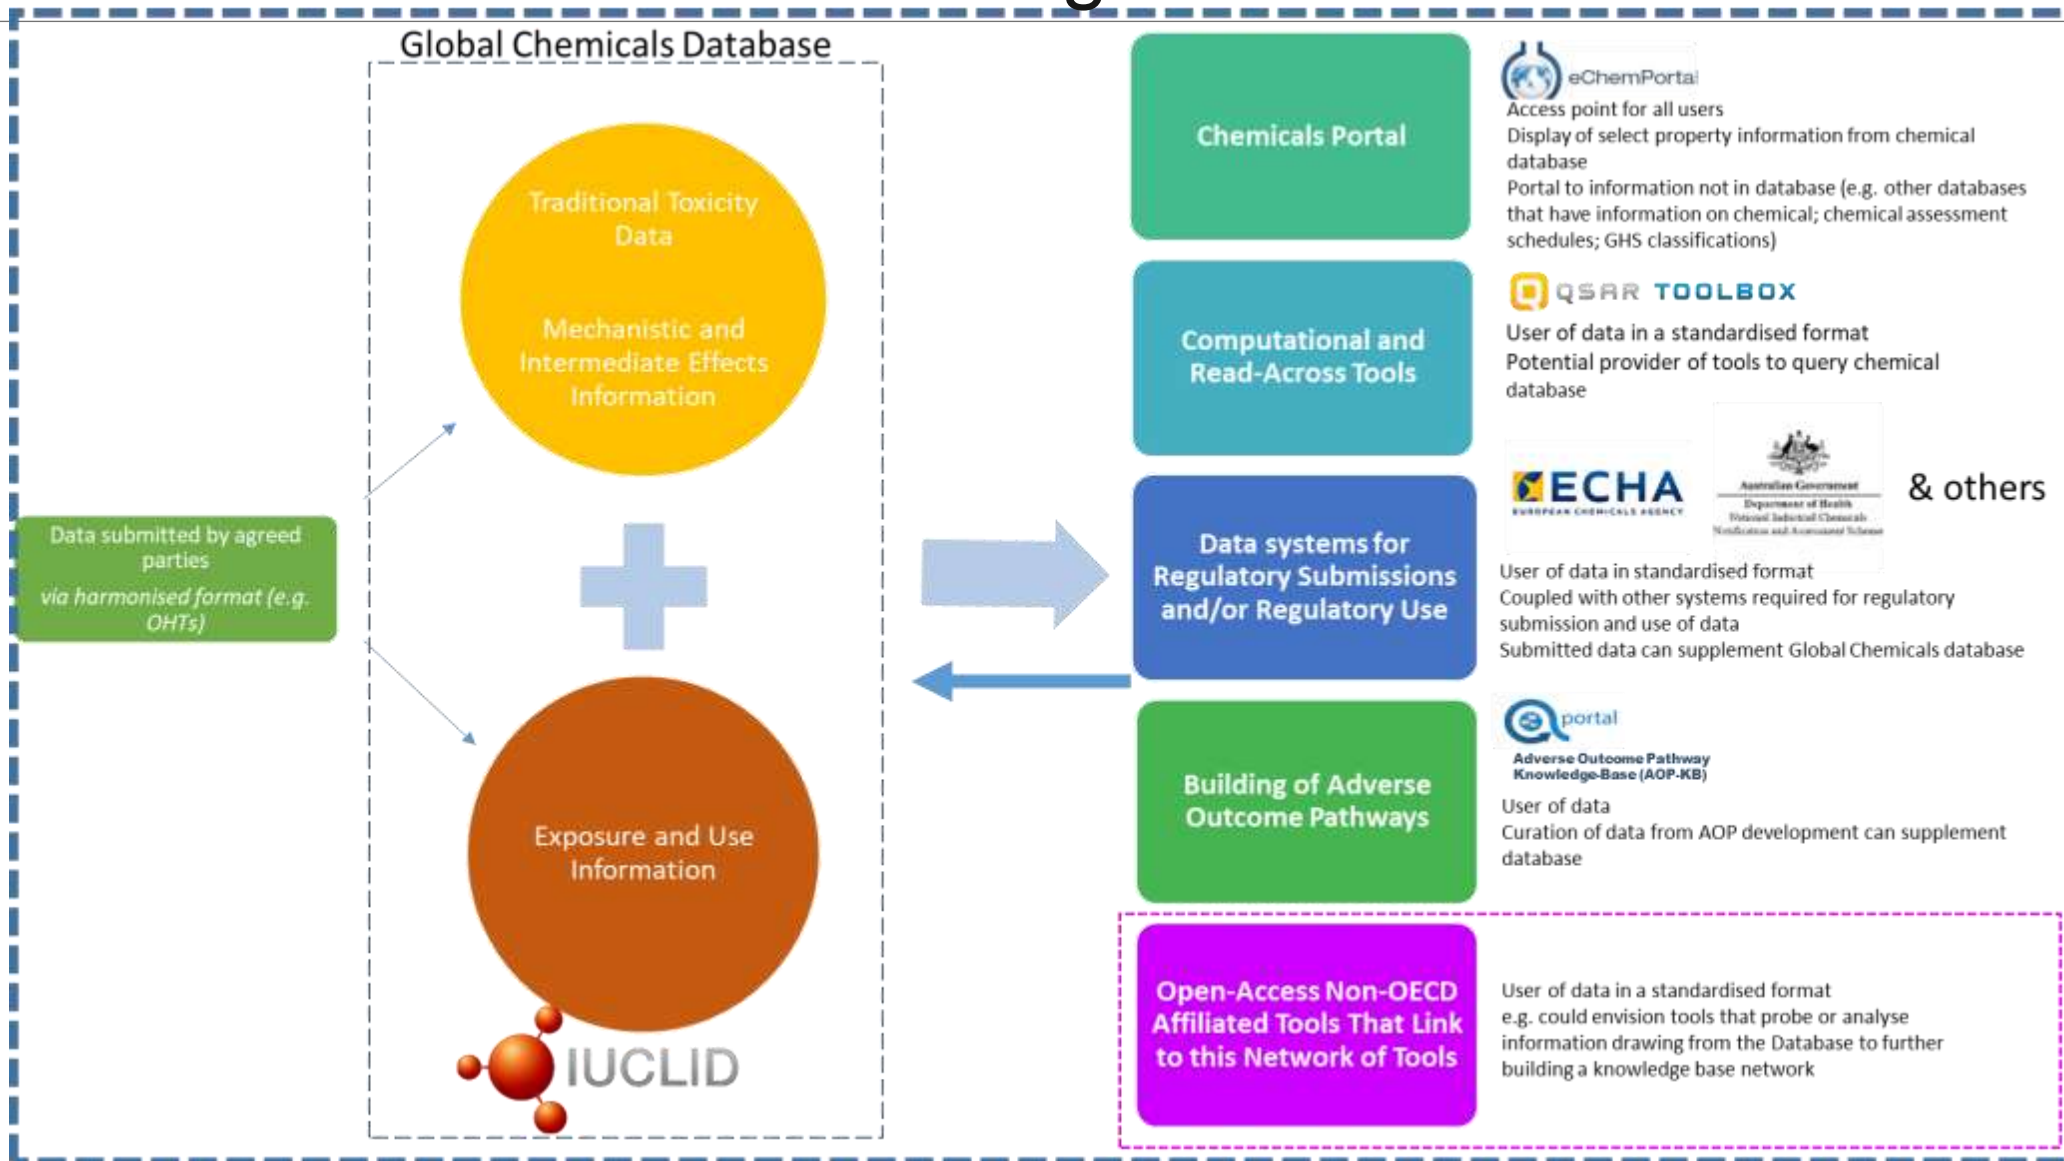 Global Chemicals Database
Traditional Toxicity
Data
Mechanistic and
Intermediate Effects
Information
Data submitted by agreed
parties
via harmonised format (e.g.
OHTs)
Exposure and Use
Information
IUCLID
Chemicals Portal
eChemPortal
Access point for all users
Display of select property information from chemical
database
Portal to information not in database (e.g. other databases
that have information on chemical; chemical assessment
schedules; GHS classifications)
Computational and
Read-Across Tools
QSAR TOOLBOX
User of data in a standardised format
Potential provider of tools to query chemical
database
Data systems for
Regulatory Submissions
and/or Regulatory Use
ECHA
EUROPEAN CHEMICALS AGENCY
Australian Government
Department of Health
National Industrial Chemicals
Notification and Assessment Scheme
& others
User of data in standardised format
Coupled with other systems required for regulatory
submission and use of data
Submitted data can supplement Global Chemicals database
Building of Adverse
Outcome Pathways
portal
Adverse Outcome Pathway
Knowledge-Base (AOP-KB)
User of data
Curation of data from AOP development can supplement
database
Open-Access Non-OECD
Affiliated Tools That Link
to this Network of Tools
User of data in a standardised format
e.g. could envision tools that probe or analyse
information drawing from the Database to further
building a knowledge base network